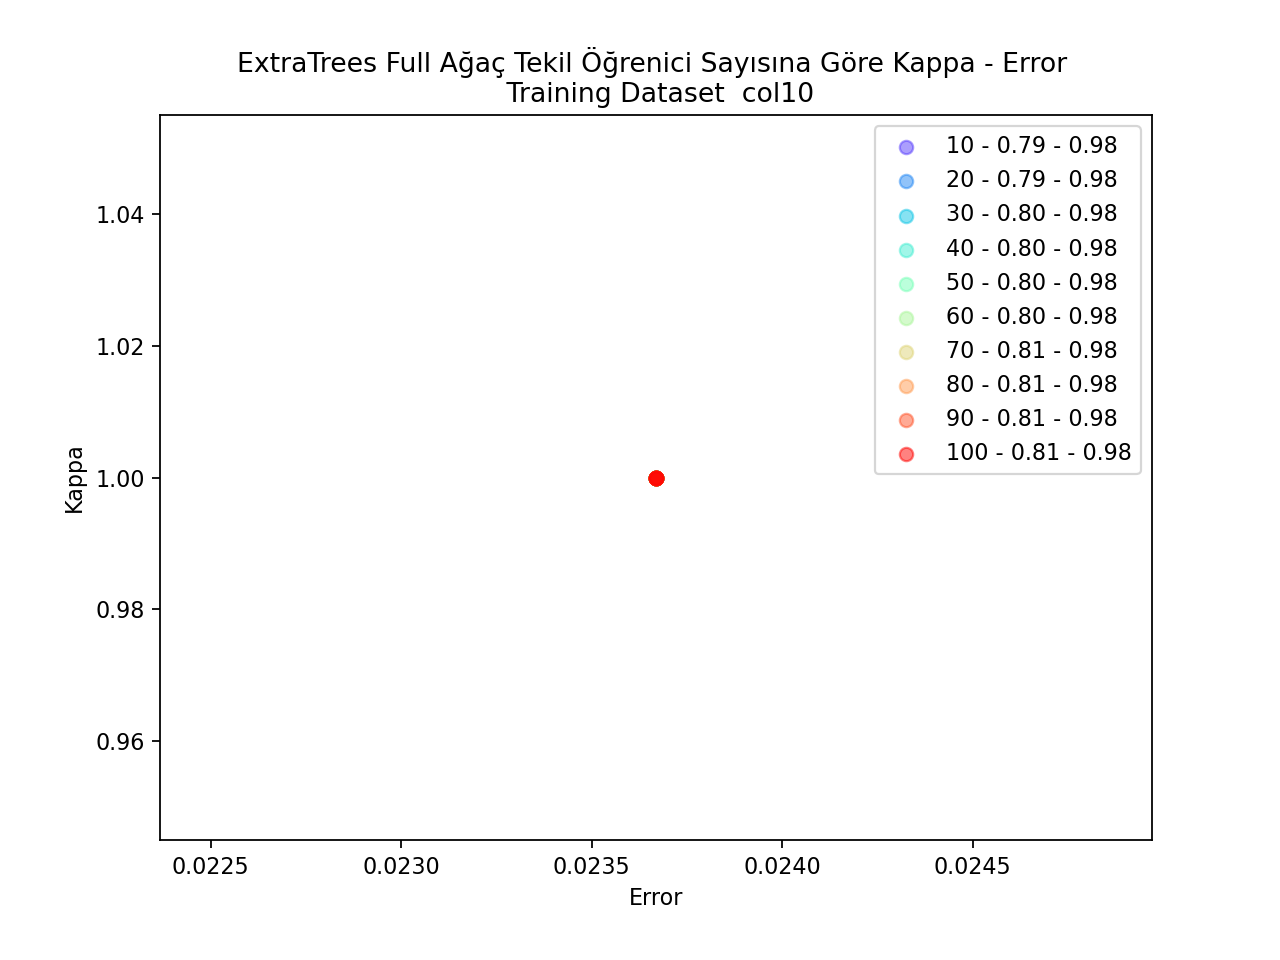 ExtraTrees Full Ağaç Tekil Öğrenici Sayısına Göre Kappa - Error
Training Dataset  col10
10 - 0.79 - 0.98
20 - 0.79 - 0.98
30 - 0.80 - 0.98
40 - 0.80 - 0.98
50 - 0.80 - 0.98
60 - 0.80 - 0.98
70 - 0.81 - 0.98
80 - 0.81 - 0.98
90 - 0.81 - 0.98
100 - 0.81 - 0.98
1.04
1.02
1.00
0.98
0.96
Kappa
0.0225
0.0230
0.0235
0.0240
0.0245
Error